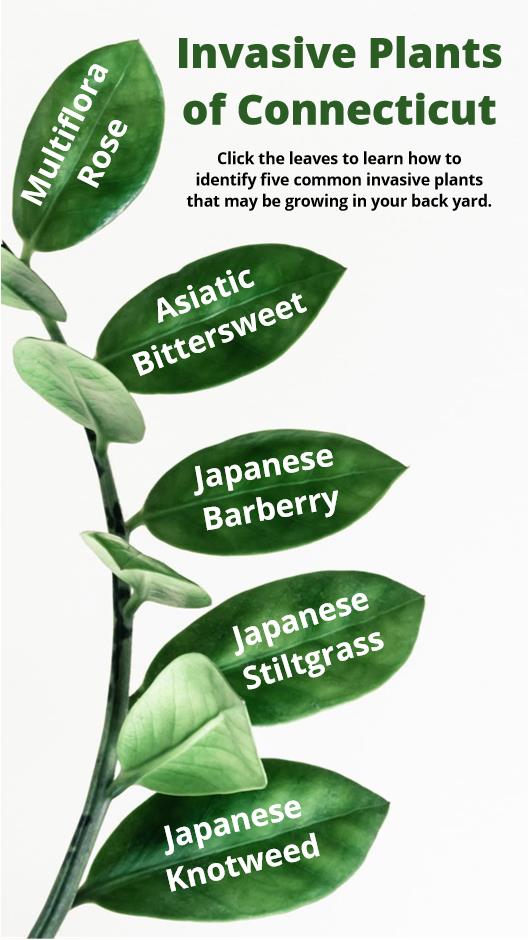 Invasive Plants
of Connecticut
Click the leaves to learn how to
identify five common invasive plants
that may be growing in your back yard.
Multiflora
Rose
Asiatic
Bittersweet
Japanese
Barberry
Japanese
Stiltgrass
Japanese
Knotweed